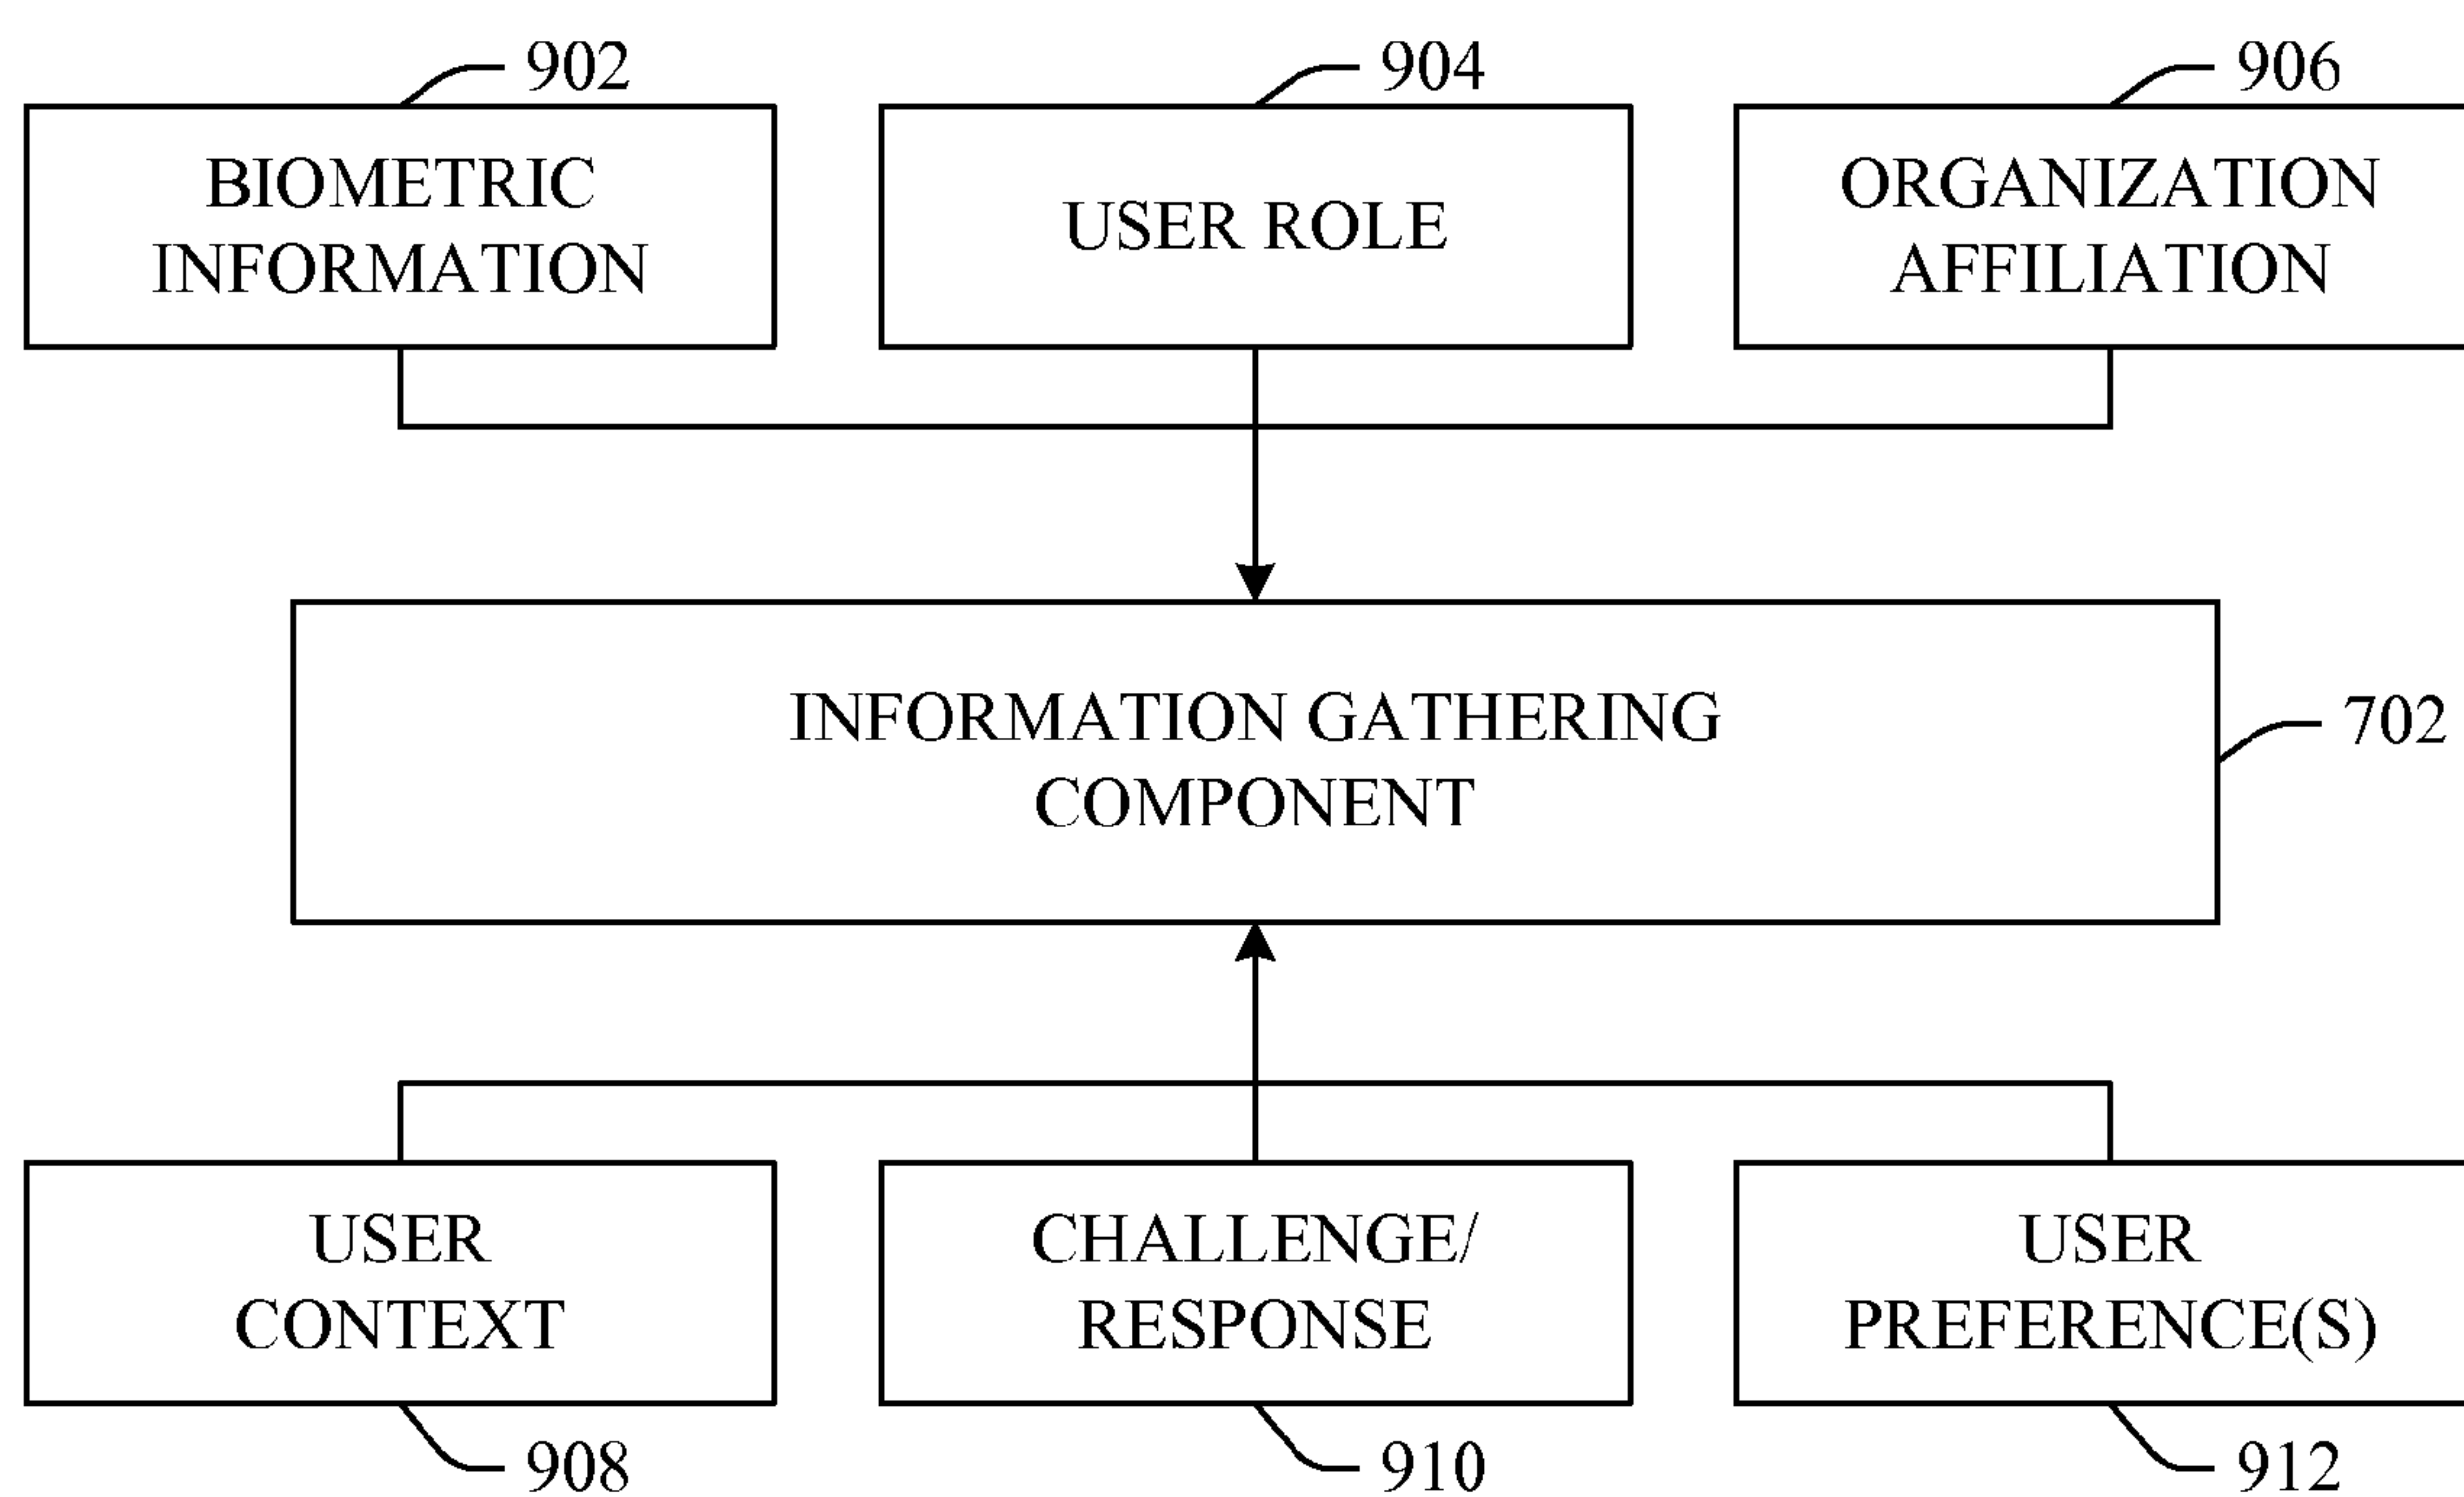 902
904
906
BIOMETRIC
INFORMATION
USER ROLE
ORGANIZATION
AFFILIATION
INFORMATION GATHERING
COMPONENT
702
USER
CONTEXT
CHALLENGE/
RESPONSE
USER
PREFERENCE(S)
908
910
912